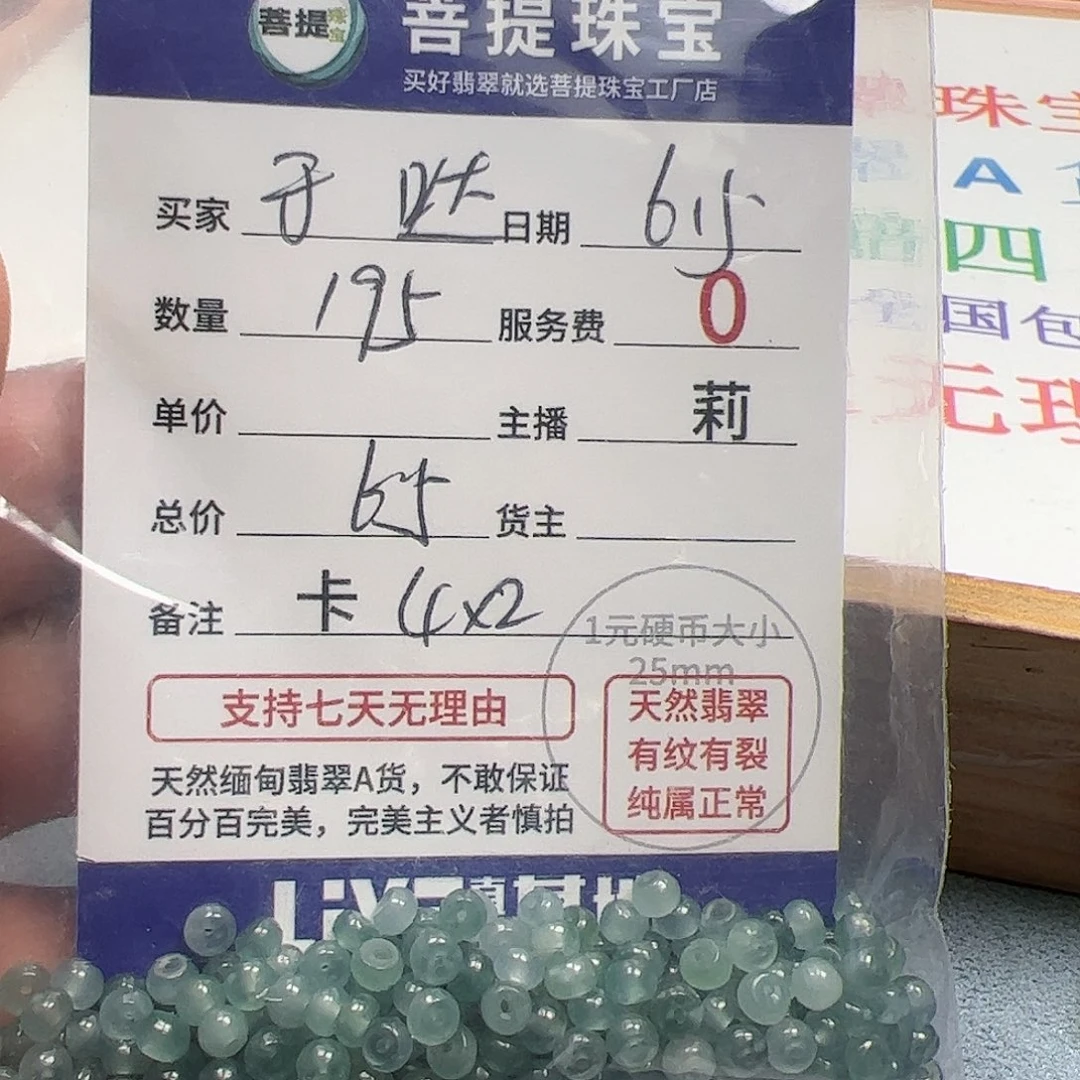 菩提珠宝
菩提珠宝
买好翡翠就选菩提珠宝工厂店
买家 日期 615
数量 195 服务费 0
单价 主播 莉
总价 65 货主
备注 卡 4x2
1元硬币大小
25mm
支持七天无理由
天然翡翠
有纹有裂
纯属正常
天然缅甸翡翠A货，不敢保证
百分百完美，完美主义者慎拍
珠宝
A
四
国包
元理